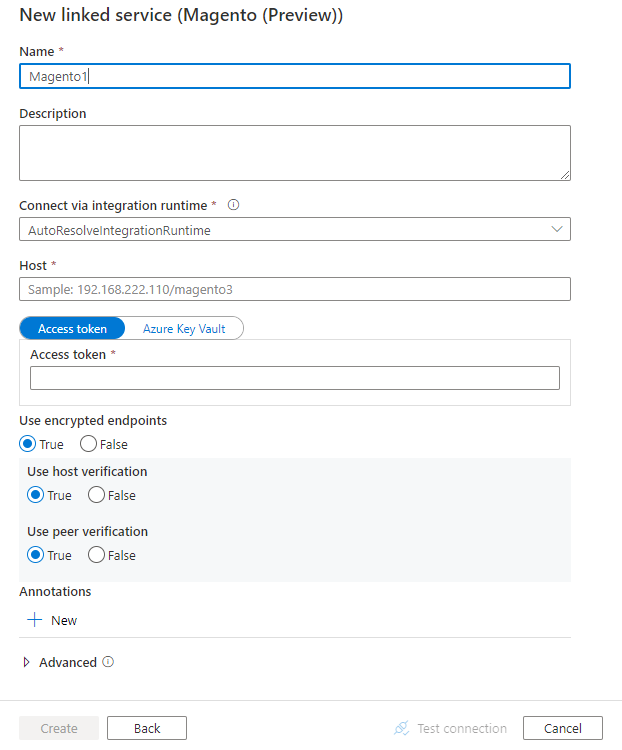 New linked service (Magento (Preview))
Name *
Magento1
Description
Connect via integration runtime *
AutoResolveIntegrationRuntime
Host *
Sample: 192.168.222.110/magento3
Access token Azure Key Vault
Access token *
Use encrypted endpoints
True False
Use host verification
True False
Use peer verification
True False
Annotations
New
Advanced
Create Back Test connection Cancel